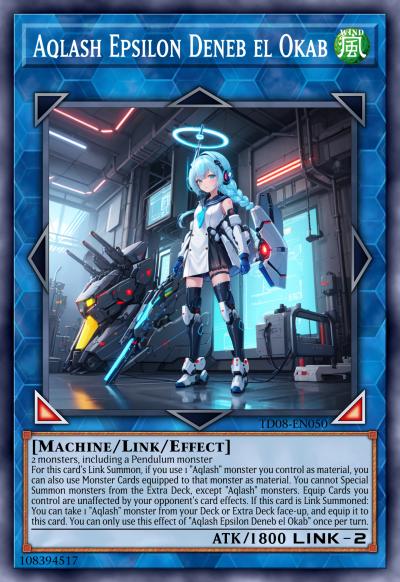 Aqlash Epsilon Deneb el Okab
WIND
風
TD08-EN050
[Machine/Link/Effect]
2 monsters, including a Pendulum monster
For this card's Link Summon, if you use 1 "Aqlash" monster you control as material, you
can also use Monster Cards equipped to that monster as material. You cannot Special
Summon monsters from the Extra Deck, except "Aqlash" monsters. Equip Cards you
control are unaffected by your opponent's card effects. If this card is Link Summoned:
You can take 1 "Aqlash" monster from your Deck or Extra Deck face-up, and equip it to
this card. You can only use this effect of "Aqlash Epsilon Deneb el Okab" once per turn.
ATK/1800 LINK-2
108394517